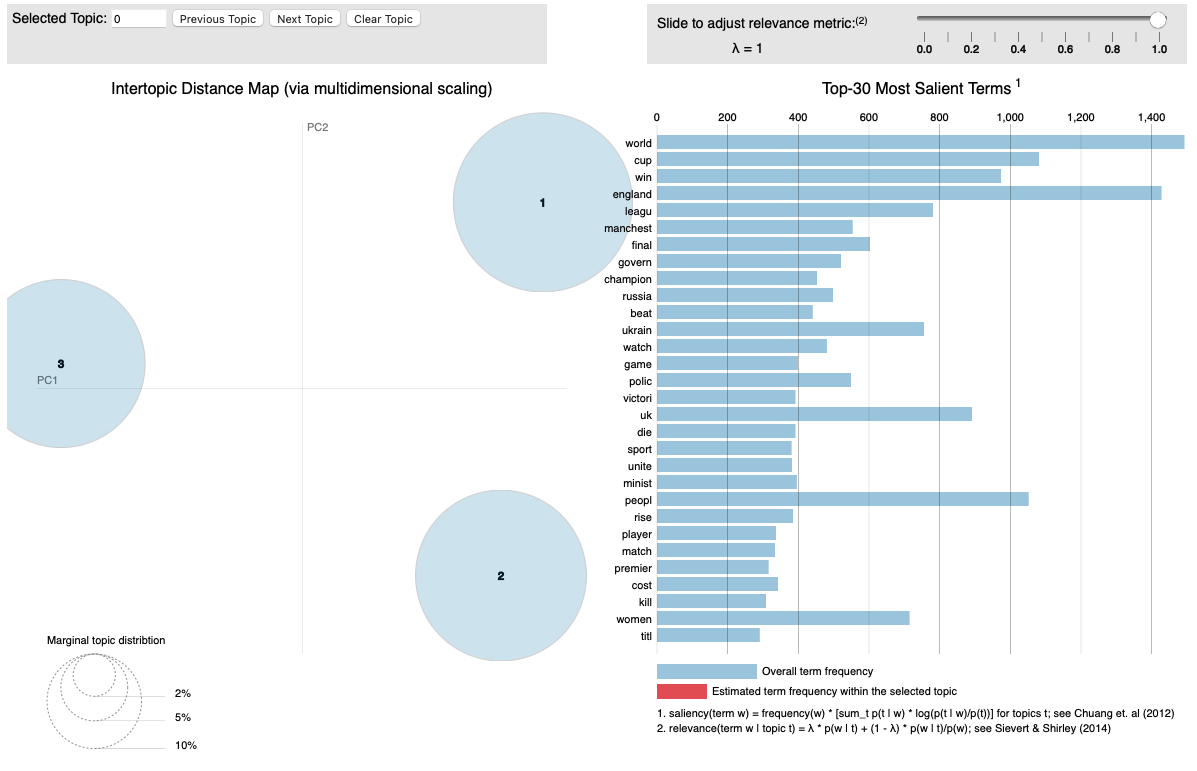 Selected Topic: 0 Previous Topic Next Topic Clear Topic
Slide to adjust relevance metric:(2)
λ = 1
0.0 0.2 0.4 0.6 0.8 1.0
Intertopic Distance Map (via multidimensional scaling)
PC2
1
3
PC1
2
Marginal topic distribtion
2%
5%
10%
Top-30 Most Salient Terms 1
0 200 400 600 800 1,000 1,200 1,400
world
cup
win
england
leagu
manchest
final
govern
champion
russia
beat
ukrain
watch
game
polic
victori
uk
die
sport
unite
minist
peopl
rise
player
match
premier
cost
kill
women
titl
Overall term frequency
Estimated term frequency within the selected topic
1. saliency(term w) = frequency(w) * [sum_t p(t | w) * log(p(t | w)/p(t))] for topics t; see Chuang et. al (2012)
2. relevance(term w | topic t) = λ * p(w | t) + (1 - λ) * p(w | t)/p(w); see Sievert & Shirley (2014)